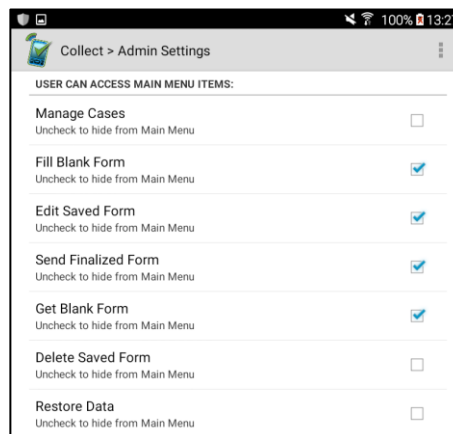 100% 13:27
Collect > Admin Settings
USER CAN ACCESS MAIN MENU ITEMS:
Manage Cases
Uncheck to hide from Main Menu
Fill Blank Form
Uncheck to hide from Main Menu
Edit Saved Form
Uncheck to hide from Main Menu
Send Finalized Form
Uncheck to hide from Main Menu
Get Blank Form
Uncheck to hide from Main Menu
Delete Saved Form
Uncheck to hide from Main Menu
Restore Data
Uncheck to hide from Main Menu